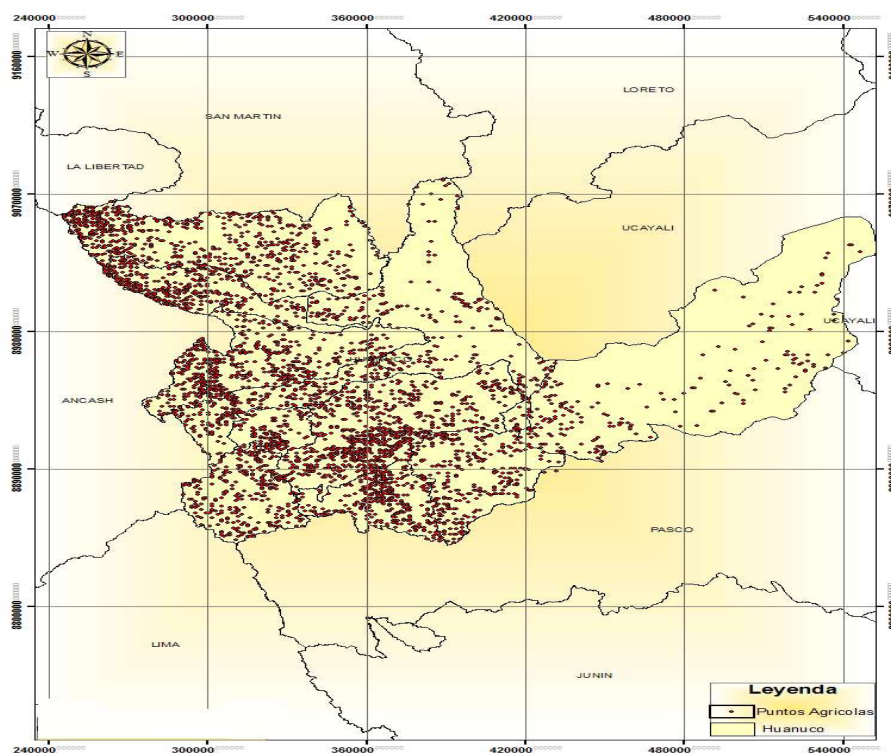 240000 300000 360000 420000 480000 540000
N
W E
S
9160000
LORETO
SAN MARTIN
LA LIBERTAD
9070000
UCAYALI
UCAYALI
ANCASH
PASCO
LIMA
JUNIN
Leyenda
Puntos Agricolas
Huanuco
240000 300000 360000 420000 480000 540000